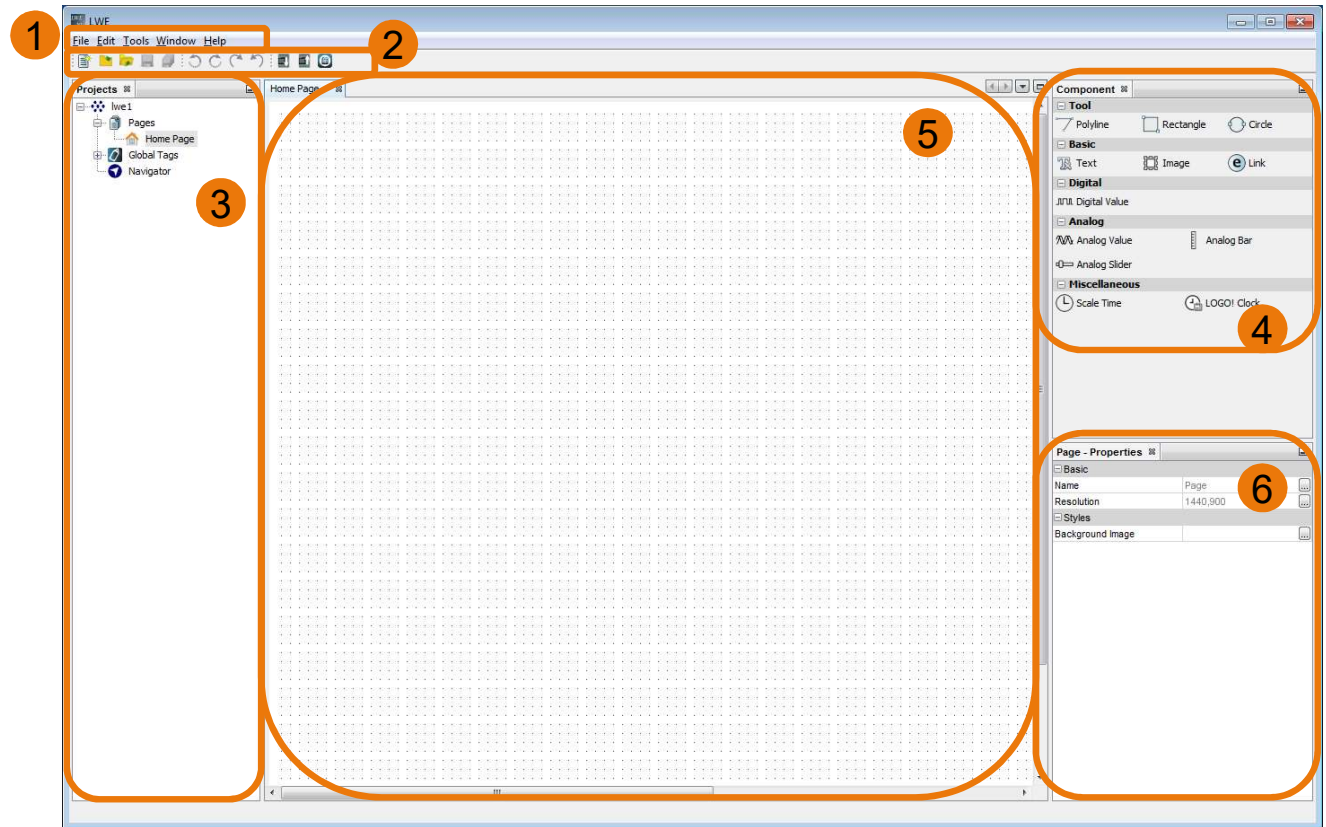 LWE
1
File Edit Tools Window Help
2
Projects
lwe1
Pages
Home Page
Global Tags
Navigator
3
Home Page
5
Component
Tool
Polyline Rectangle Circle
Basic
Text Image Link
Digital
Digital Value
Analog
Analog Value Analog Bar
Analog Slider
Miscellaneous
Scale Time LOGO! Clock
4
Page - Properties
Basic
Name Page ...
Resolution 1440,900 ...
6
Styles
Background Image ...